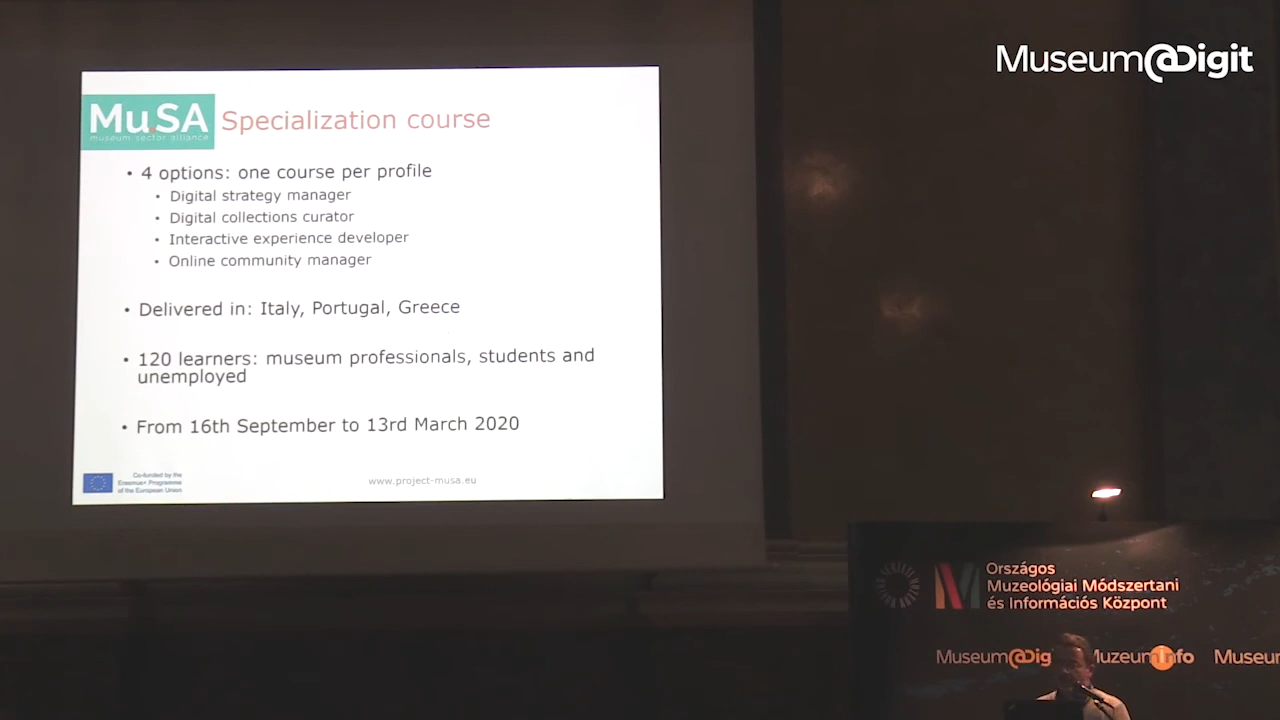 Museum@Digit
Mu.SA
museum sector alliance
Specialization course
• 4 options: one course per profile
• Digital strategy manager
• Digital collections curator
• Interactive experience developer
• Online community manager
• Delivered in: Italy, Portugal, Greece
• 120 learners: museum professionals, students and
unemployed
• From 16th September to 13rd March 2020
Co-funded by the
Erasmus+ Programme
of the European Union
www.project-musa.eu
Országos
Muzeológiai Módszertani
és Információs Központ
Museum@Dig
Muzeuminfo
Museum